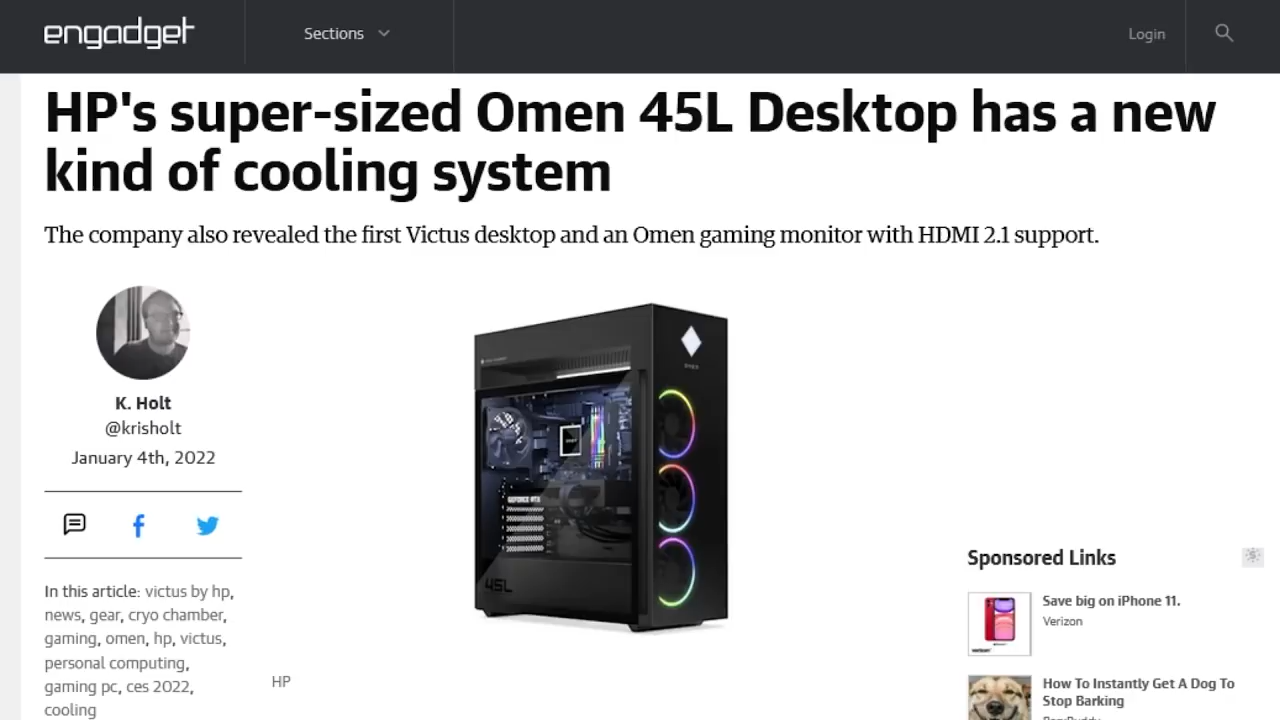 engadget
Sections
Login
HP's super-sized Omen 45L Desktop has a new
kind of cooling system
The company also revealed the first Victus desktop and an Omen gaming monitor with HDMI 2.1 support.
K. Holt
@krisholt
January 4th, 2022
In this article: victus by hp,
news, gear, cryo chamber,
gaming, omen, hp, victus,
personal computing,
gaming pc, ces 2022,
cooling
GEFORCE RTX
45L
HP
Sponsored Links
Save big on iPhone 11.
Verizon
How To Instantly Get A Dog To
Stop Barking